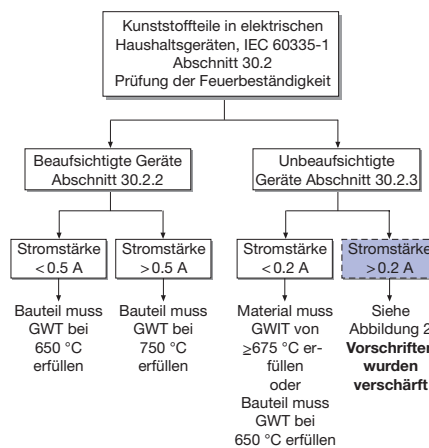 Kunststoffteile in elektrischen
Haushaltsgeräten, IEC 60335-1
Abschnitt 30.2
Prüfung der Feuerbeständigkeit
Beaufsichtigte Geräte
Abschnitt 30.2.2
Unbeaufsichtigte
Geräte Abschnitt 30.2.3
Stromstärke
<0.5 A
Stromstärke
>0.5 A
Stromstärke
<0.2 A
Stromstärke
>0.2 A
Bauteil muss
GWT bei
650 °C
erfüllen
Bauteil muss
GWT bei
750 °C
erfüllen
Material muss
GWIT von
≥675 °C er-
füllen
oder
Bauteil muss
GWT bei
650 °C erfüllen
Siehe
Abbildung 2
Vorschriften
wurden
verschärft